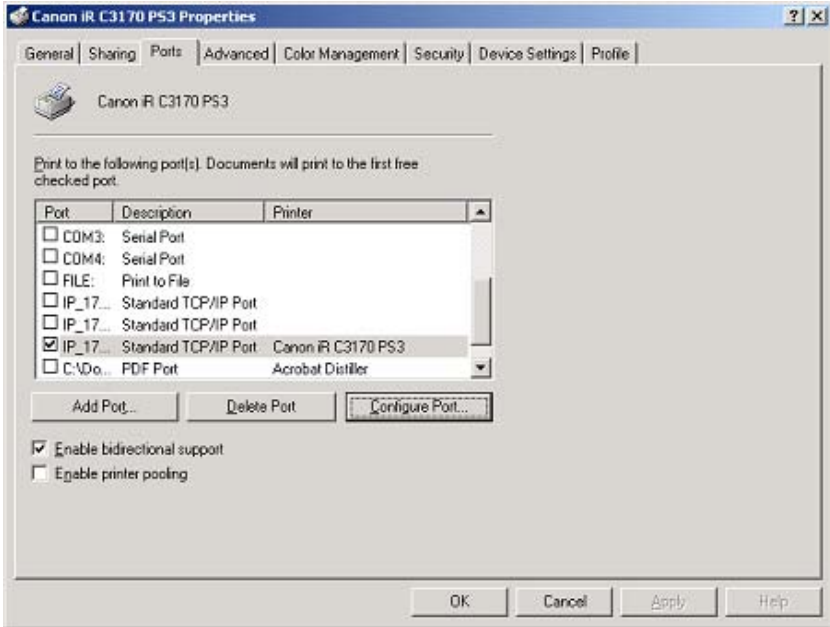 Canon iR C3170 PS3 Properties
General Sharing Ports Advanced Color Management Security Device Settings Profile
Canon iR C3170 PS3
Print to the following port(s). Documents will print to the first free
checked port.
Port Description Printer
COM3: Serial Port
COM4: Serial Port
FILE: Print to File
IP_17... Standard TCP/IP Port
IP_17... Standard TCP/IP Port
IP_17... Standard TCP/IP Port Canon iR C3170 PS3
C:\Do... PDF Port Acrobat Distiller
Add Port... Delete Port Configure Port...
Enable bidirectional support
Enable printer pooling
OK Cancel Apply Help